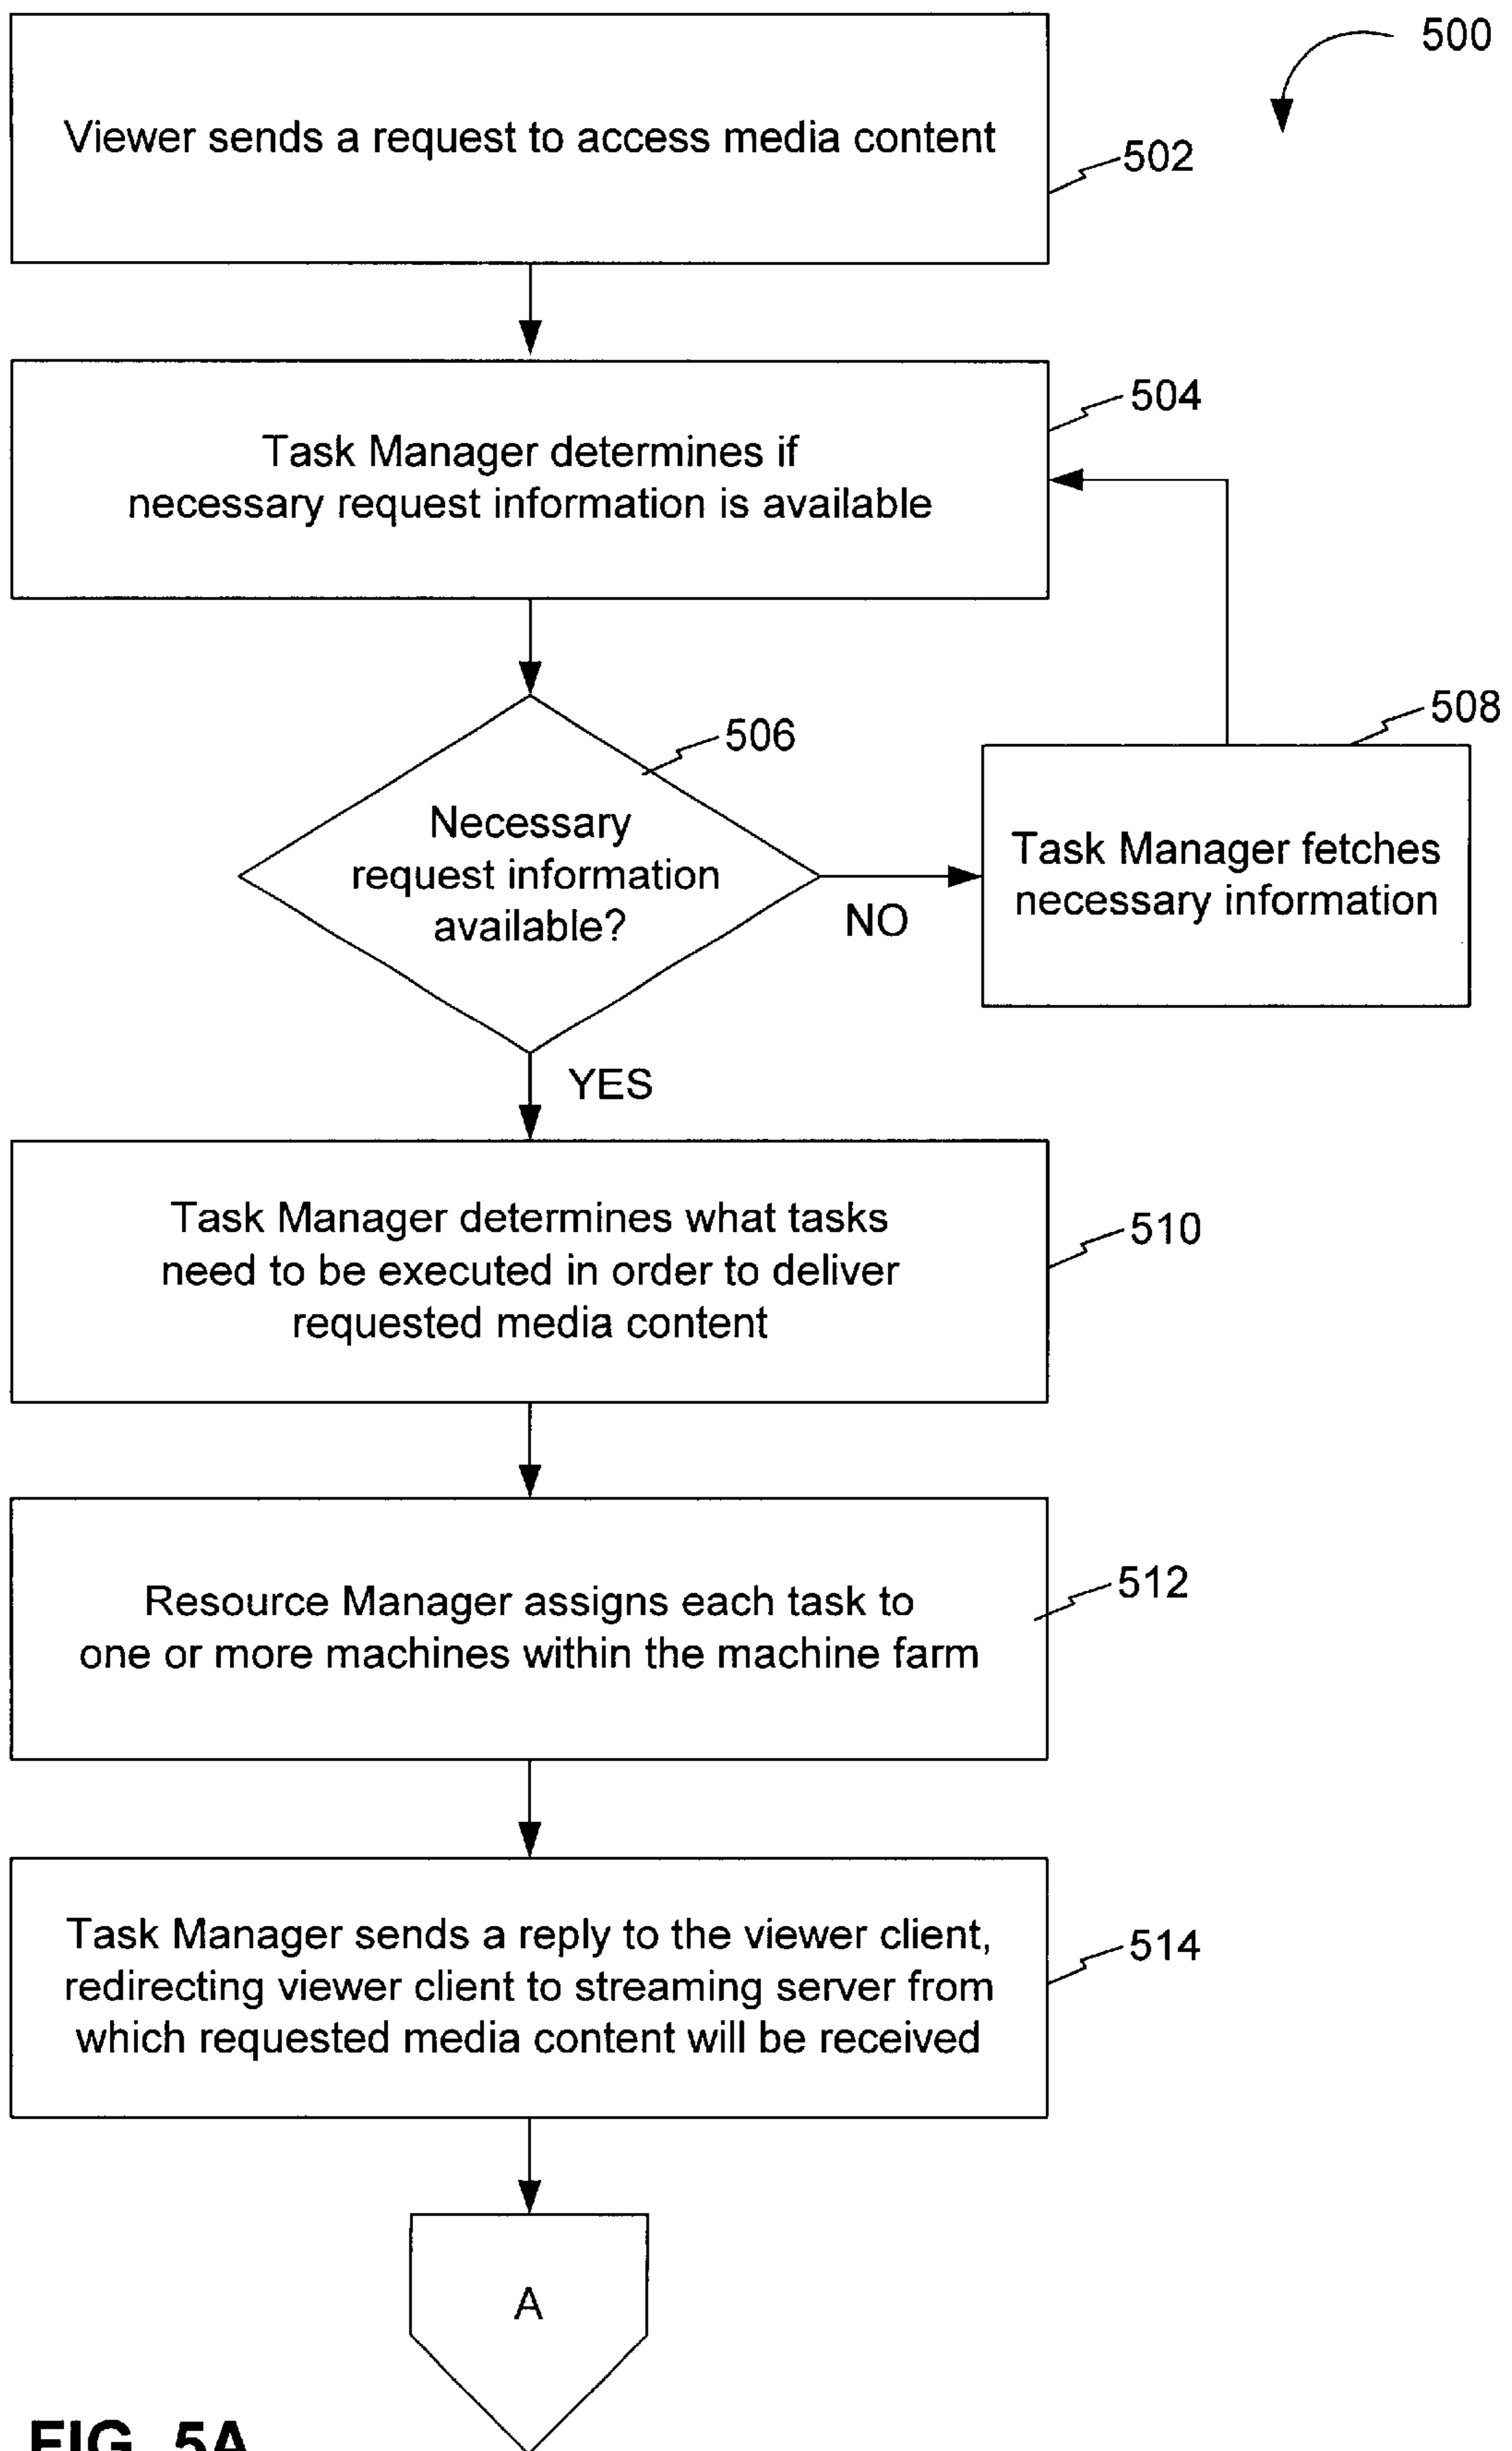 500
Viewer sends a request to access media content
502
504
Task Manager determines if
necessary request information is available
506
508
Necessary
request information
available?
NO
Task Manager fetches
necessary information
YES
Task Manager determines what tasks
need to be executed in order to deliver
requested media content
510
Resource Manager assigns each task to
one or more machines within the machine farm
512
Task Manager sends a reply to the viewer client,
redirecting viewer client to streaming server from
which requested media content will be received
514
A
FIG. 5A